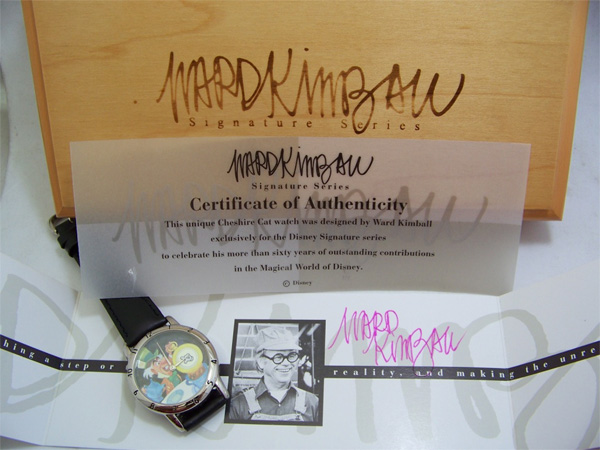 WARD KIMBALL
Signature Series
WARD KIMBALL
Signature Series
Certificate of Authenticity
This unique Cheshire Cat watch was designed by Ward Kimball
exclusively for the Disney Signature series
to celebrate his more than sixty years of outstanding contributions
in the Magical World of Disney.
© Disney
WARD
KIMBALL
a step or
reality, and making the